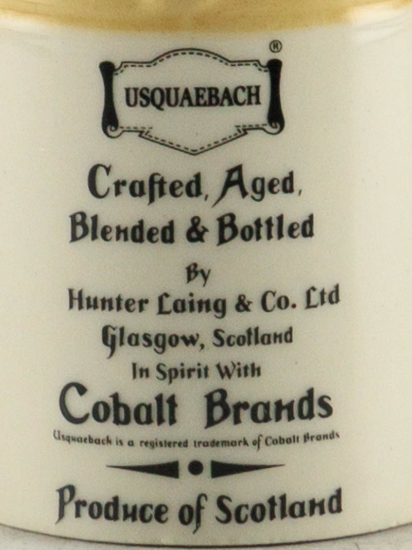 ®
USQUAEBACH
Crafted, Aged,
Blended & Bottled
By
Hunter Laing & Co. Ltd
Glasgow, Scotland
In Spirit With
Cobalt Brands
Usquaebach is a registered trademark of Cobalt Brands
Produce of Scotland